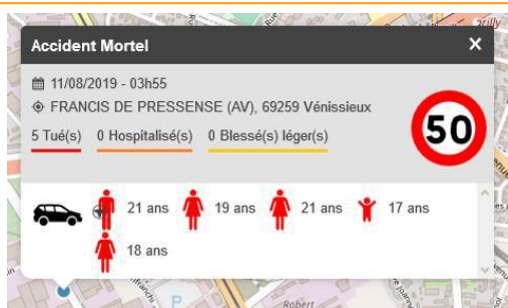 Accident Mortel ×
11/08/2019 - 03h55
FRANCIS DE PRESSENSE (AV), 69259 Vénissieux
5 Tué(s) 0 Hospitalisé(s) 0 Blessé(s) léger(s)
50
21 ans 19 ans 21 ans 17 ans
18 ans
P
Robert